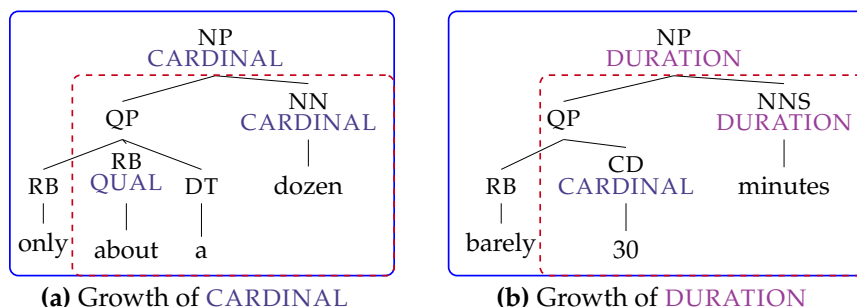 NP NP
CARDINAL DURATION
QP NN QP NNS
CARDINAL DURATION
RB RB DT dozen RB CD minutes
QUAL CARDINAL
only about a barely 30
(a) Growth of CARDINAL (b) Growth of DURATION